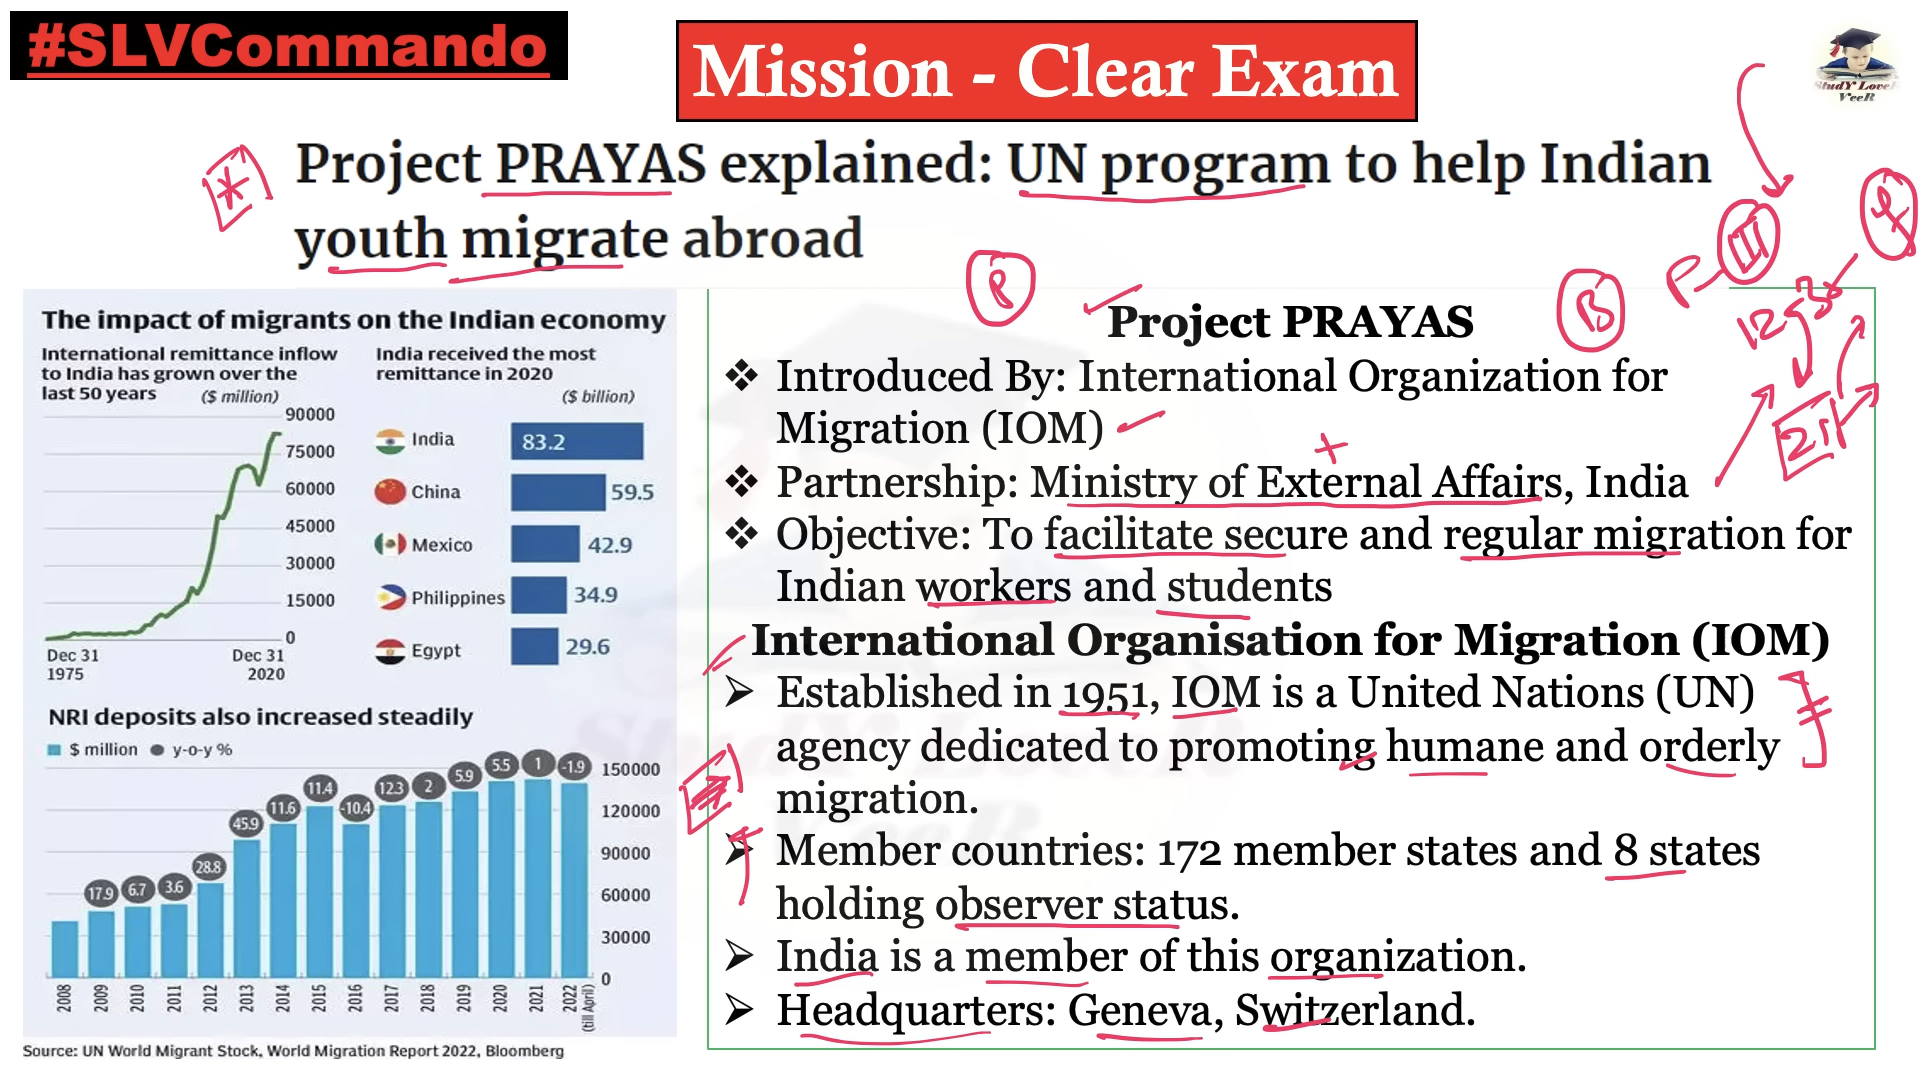 #SLVCommando
Mission - Clear Exam
StudY LoveR
VeeR
Project PRAYAS explained: UN program to help Indian
youth migrate abroad
The impact of migrants on the Indian economy
International remittance inflow
to India has grown over the
last 50 years
($ million)
90000
75000
60000
45000
30000
15000
0
Dec 31
1975
Dec 31
2020
India received the most
remittance in 2020
($ billion)
India 83.2
China 59.5
Mexico 42.9
Philippines 34.9
Egypt 29.6
NRI deposits also increased steadily
$ million y-o-y %
17.9 6.7 3.6 28.8 45.9 11.6 11.4 -10.4 12.3 2 5.9 5.5 1 -1.9
150000
120000
90000
60000
30000
0
2008 2009 2010 2011 2012 2013 2014 2015 2016 2017 2018 2019 2020 2021 2022 (till April)
Source: UN World Migrant Stock, World Migration Report 2022, Bloomberg
P
B
P-III
Project PRAYAS
❖ Introduced By: International Organization for
Migration (IOM)
❖ Partnership: Ministry of External Affairs, India
❖ Objective: To facilitate secure and regular migration for
Indian workers and students
International Organisation for Migration (IOM)
➢ Established in 1951, IOM is a United Nations (UN)
agency dedicated to promoting humane and orderly
migration.
➢ Member countries: 172 member states and 8 states
holding observer status.
➢ India is a member of this organization.
➢ Headquarters: Geneva, Switzerland.